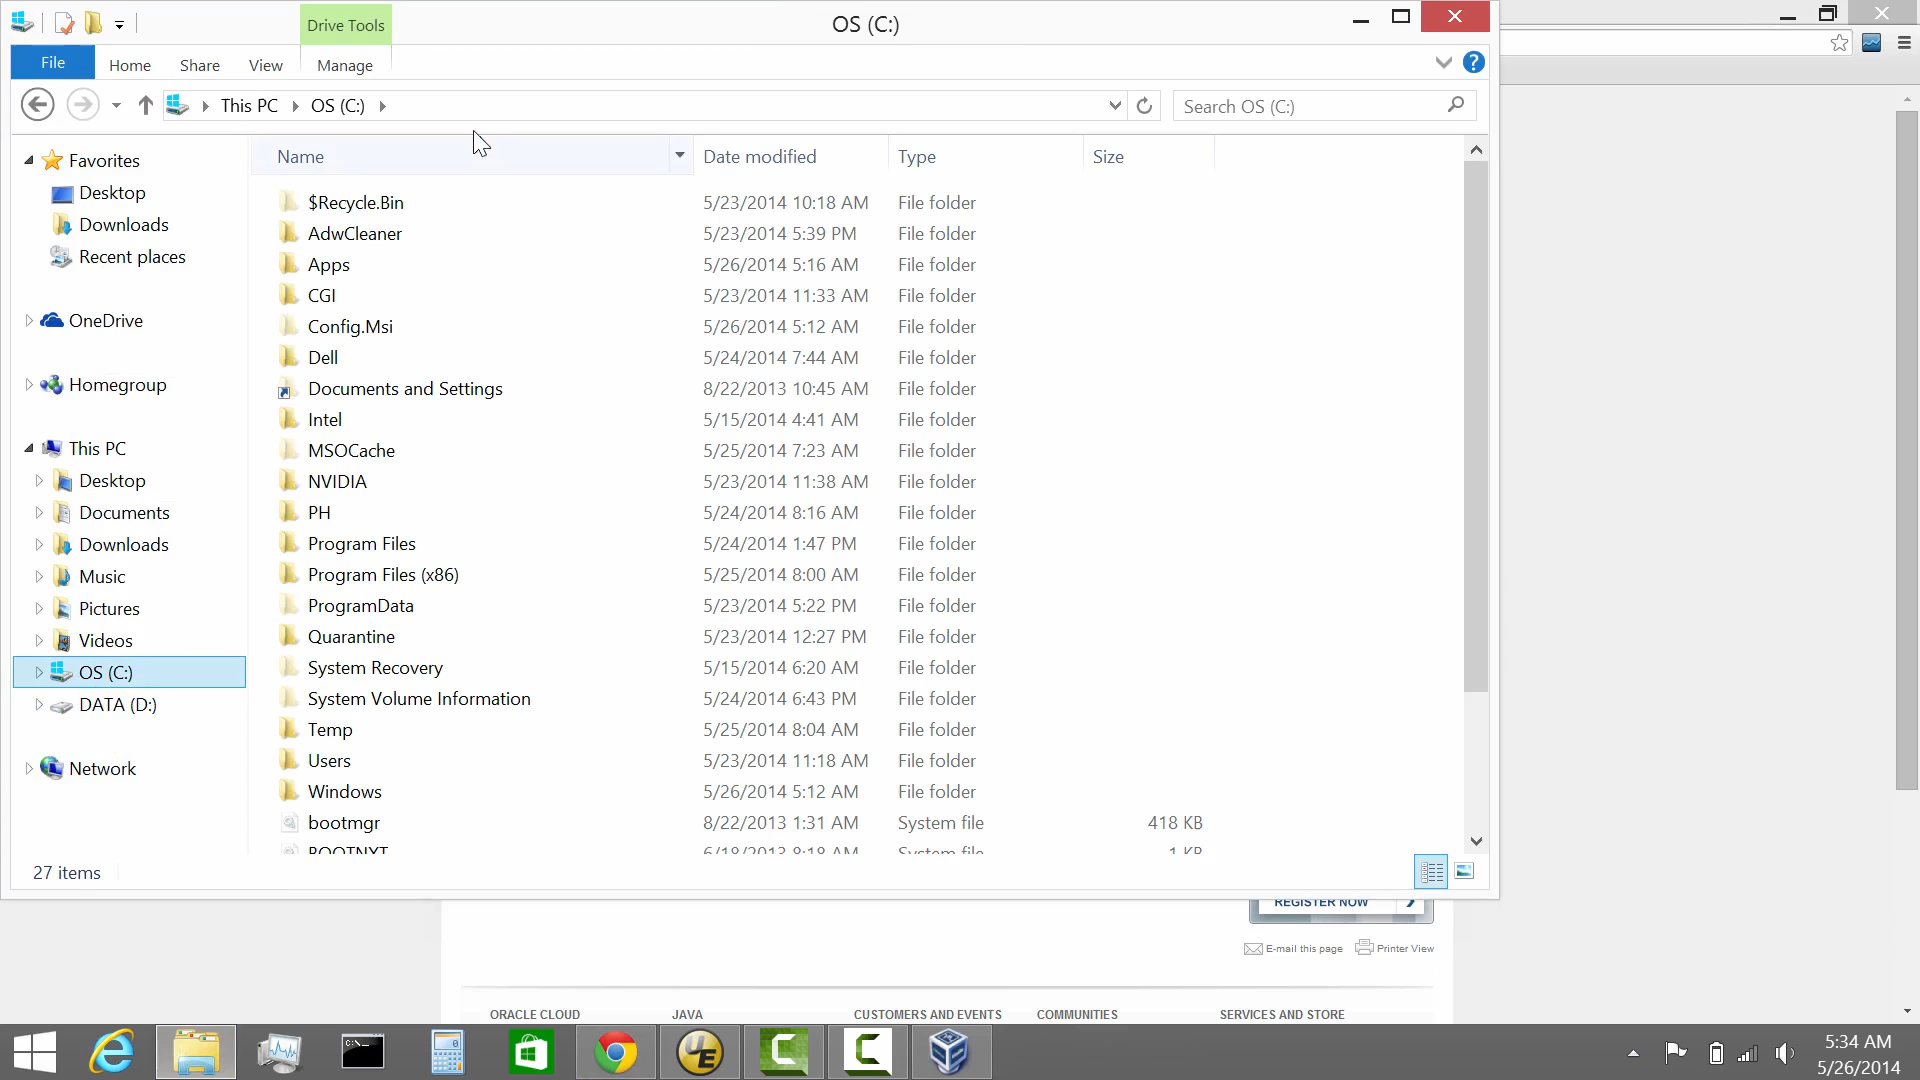 Drive Tools
OS (C:)
File
Home
Share
View
Manage
?
This PC
OS (C:)
Search OS (C:)
Favorites
Desktop
Downloads
Recent places
OneDrive
Homegroup
This PC
Desktop
Documents
Downloads
Music
Pictures
Videos
OS (C:)
DATA (D:)
Network
Name Date modified Type Size
$Recycle.Bin 5/23/2014 10:18 AM File folder
AdwCleaner 5/23/2014 5:39 PM File folder
Apps 5/26/2014 5:16 AM File folder
CGI 5/23/2014 11:33 AM File folder
Config.Msi 5/26/2014 5:12 AM File folder
Dell 5/24/2014 7:44 AM File folder
Documents and Settings 8/22/2013 10:45 AM File folder
Intel 5/15/2014 4:41 AM File folder
MSOCache 5/25/2014 7:23 AM File folder
NVIDIA 5/23/2014 11:38 AM File folder
PH 5/24/2014 8:16 AM File folder
Program Files 5/24/2014 1:47 PM File folder
Program Files (x86) 5/25/2014 8:00 AM File folder
ProgramData 5/23/2014 5:22 PM File folder
Quarantine 5/23/2014 12:27 PM File folder
System Recovery 5/15/2014 6:20 AM File folder
System Volume Information 5/24/2014 6:43 PM File folder
Temp 5/25/2014 8:04 AM File folder
Users 5/23/2014 11:18 AM File folder
Windows 5/26/2014 5:12 AM File folder
bootmgr 8/22/2013 1:31 AM System file 418 KB
BOOTNXT 6/18/2013 8:18 AM System file 1 KB
27 items
REGISTER NOW
E-mail this page Printer View
ORACLE CLOUD JAVA CUSTOMERS AND EVENTS COMMUNITIES SERVICES AND STORE
5:34 AM
5/26/2014